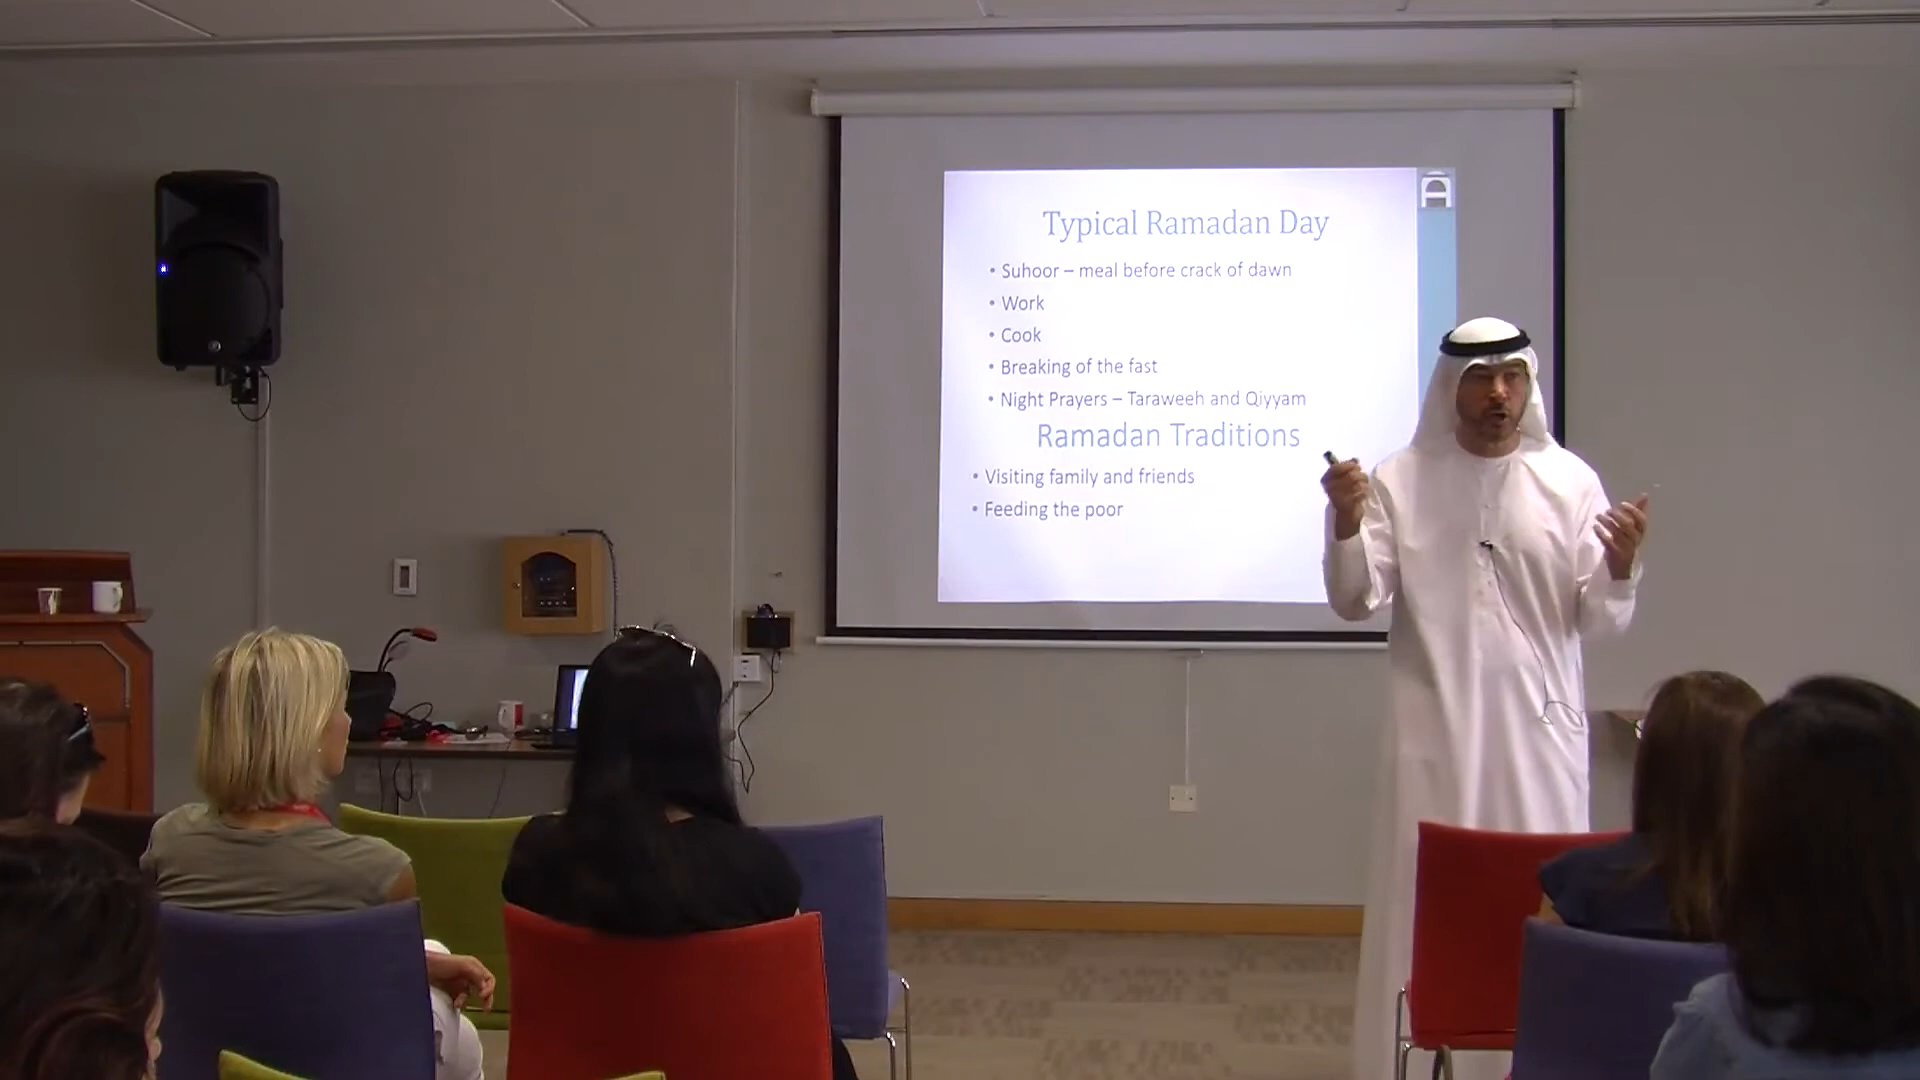 Typical Ramadan Day
• Suhoor – meal before crack of dawn
• Work
• Cook
• Breaking of the fast
• Night Prayers – Taraweeh and Qiyyam
Ramadan Traditions
• Visiting family and friends
• Feeding the poor